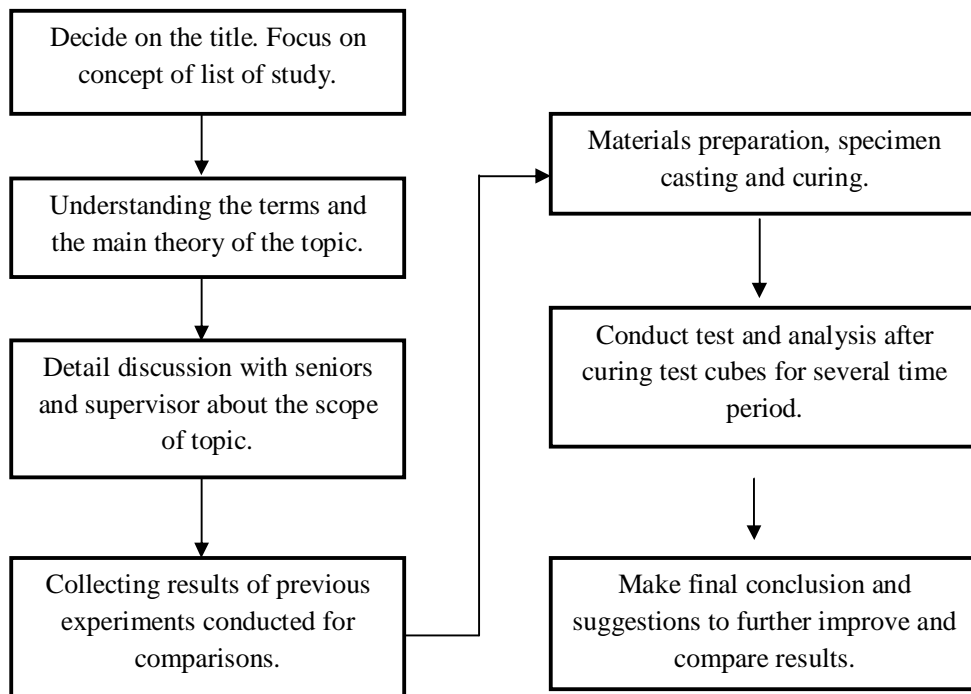 Decide on the title. Focus on
concept of list of study.
Understanding the terms and
the main theory of the topic.
Detail discussion with seniors
and supervisor about the scope
of topic.
Collecting results of previous
experiments conducted for
comparisons.
Materials preparation, specimen
casting and curing.
Conduct test and analysis after
curing test cubes for several time
period.
Make final conclusion and
suggestions to further improve and
compare results.